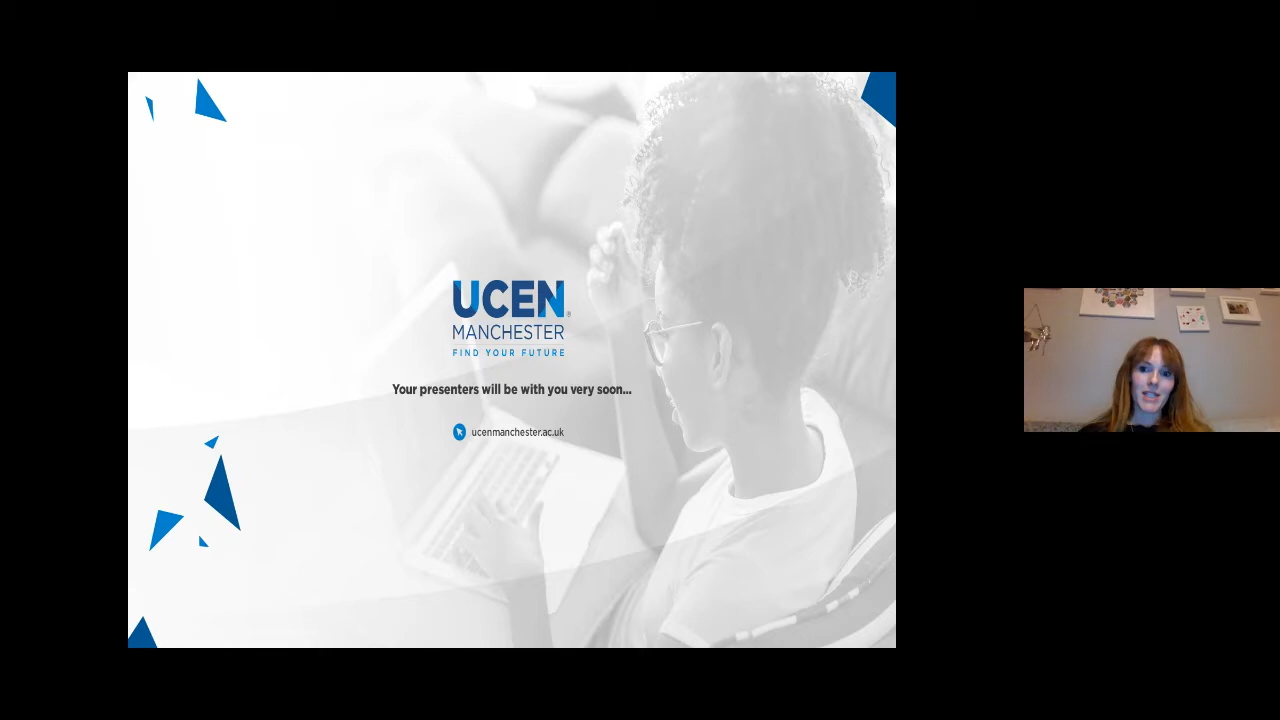 UCEN®
MANCHESTER
FIND YOUR FUTURE
Your presenters will be with you very soon...
ucenmanchester.ac.uk